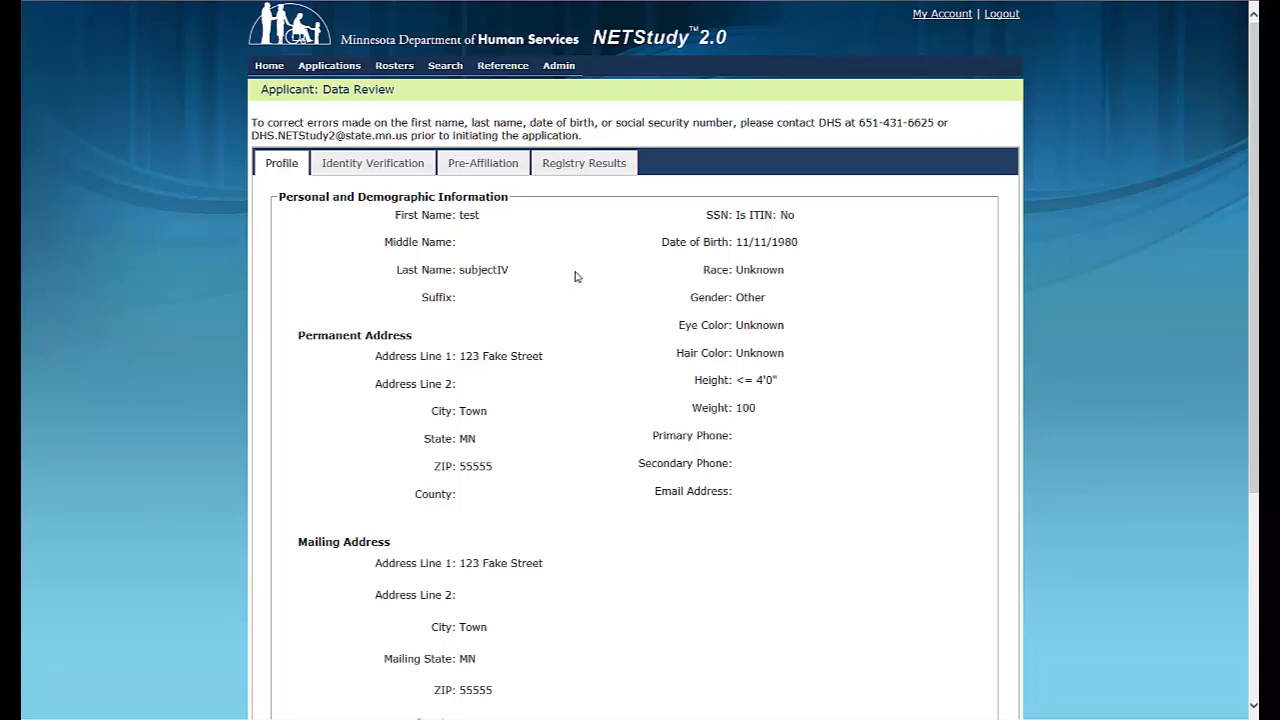 My Account | Logout
Minnesota Department of Human Services NETStudy™ 2.0
Home Applications Rosters Search Reference Admin
Applicant: Data Review
To correct errors made on the first name, last name, date of birth, or social security number, please contact DHS at 651-431-6625 or
DHS.NETStudy2@state.mn.us prior to initiating the application.
Profile Identity Verification Pre-Affiliation Registry Results
Personal and Demographic Information
First Name: test
Middle Name:
Last Name: subjectIV
Suffix:
SSN: Is ITIN: No
Date of Birth: 11/11/1980
Race: Unknown
Gender: Other
Eye Color: Unknown
Hair Color: Unknown
Height: <= 4'0"
Weight: 100
Primary Phone:
Secondary Phone:
Email Address:
Permanent Address
Address Line 1: 123 Fake Street
Address Line 2:
City: Town
State: MN
ZIP: 55555
County:
Mailing Address
Address Line 1: 123 Fake Street
Address Line 2:
City: Town
Mailing State: MN
ZIP: 55555